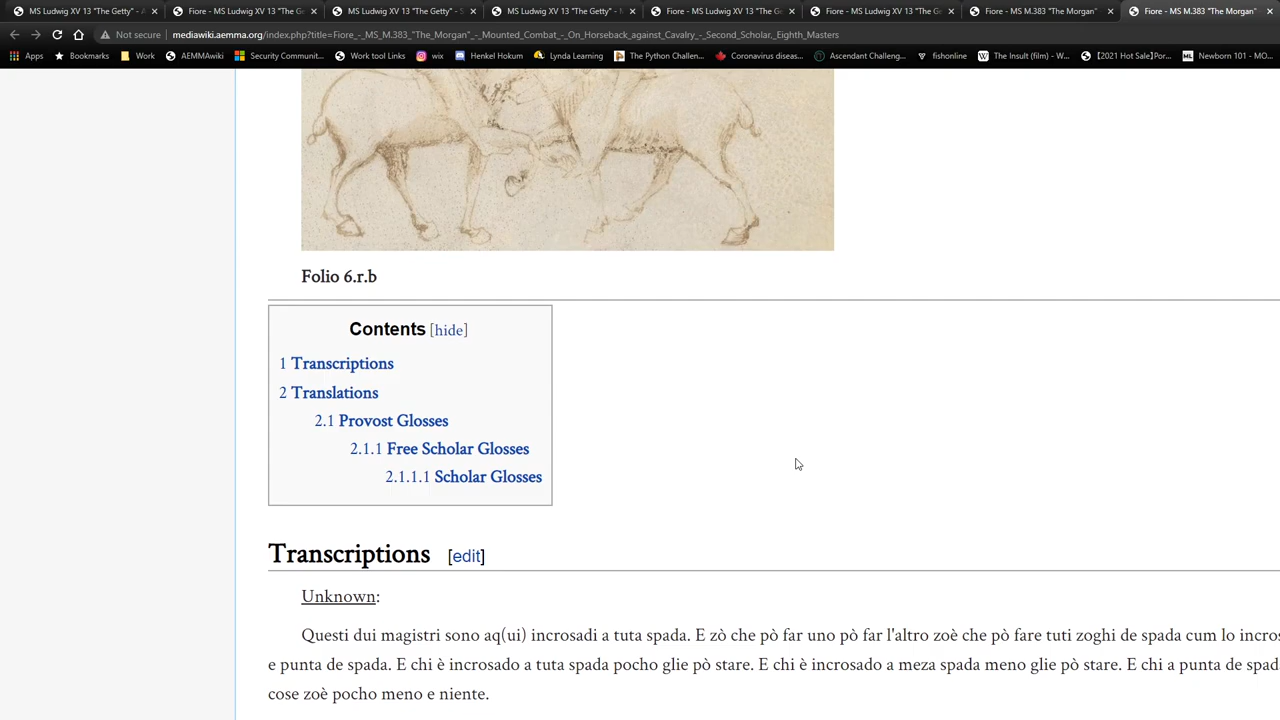 MS Ludwig XV 13 "The Getty" - A
Fiore - MS Ludwig XV 13 "The Ge
MS Ludwig XV 13 "The Getty" - S
MS Ludwig XV 13 "The Getty" - M
Fiore - MS Ludwig XV 13 "The Ge
Fiore - MS Ludwig XV 13 "The Ge
Fiore - MS M.383 "The Morgan"
Fiore - MS M.383 "The Morgan"
Not secure mediawiki.aemma.org/index.php?title=Fiore_-_MS_M.383_"The_Morgan"_-_Mounted_Combat_-_On_Horseback_against_Cavalry_-_Second_Scholar,_Eighth_Masters
Apps Bookmarks Work AEMMAwiki Security Communit... Work tool Links wix Henkel Hokum Lynda Learning The Python Challen... Coronavirus diseas... Ascendant Challeng... fishonline The Insult (film) - W... 【2021 Hot Sale】Por... Newborn 101 - MO...
Folio 6.r.b
Contents [hide]
1 Transcriptions
2 Translations
2.1 Provost Glosses
2.1.1 Free Scholar Glosses
2.1.1.1 Scholar Glosses
Transcriptions [edit]
Unknown:
Questi dui magistri sono aq(ui) incrosadi a tuta spada. E zò che pò far uno pò far l'altro zoè che pò fare tuti zoghi de spada cum lo incros
e punta de spada. E chi è incrosado a tuta spada pocho glie pò stare. E chi è incrosado a meza spada meno glie pò stare. E chi a punta de spad
cose zoè pocho meno e niente.